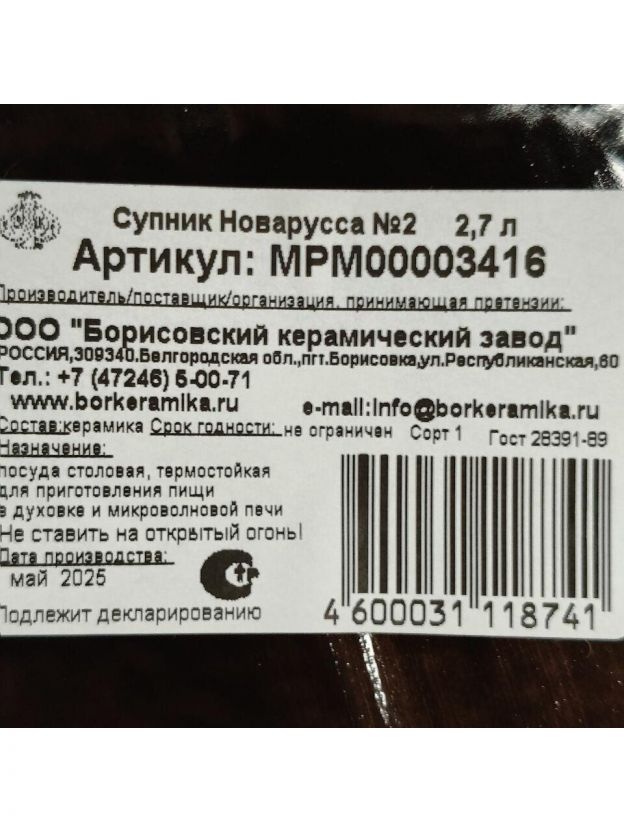 Супник Новарусса №2 2,7 л
Артикул: МРМ00003416
Производитель/поставщик/организация, принимающая претензии:
ООО "Борисовский керамический завод"
РОССИЯ,309340.Белгородская обл.,пгт.Борисовка,ул.Республиканская,60
Тел.: +7 (47246) 5-00-71
www.borkeramika.ru e-mail:info@borkeramika.ru
Состав:керамика Срок годности: не ограничен Сорт 1 Гост 28391-89
Назначение:
посуда столовая, термостойкая
для приготовления пищи
в духовке и микроволновой печи
Не ставить на открытый огонь!
Дата производства:
май 2025
Подлежит декларированию
4 600031 118741